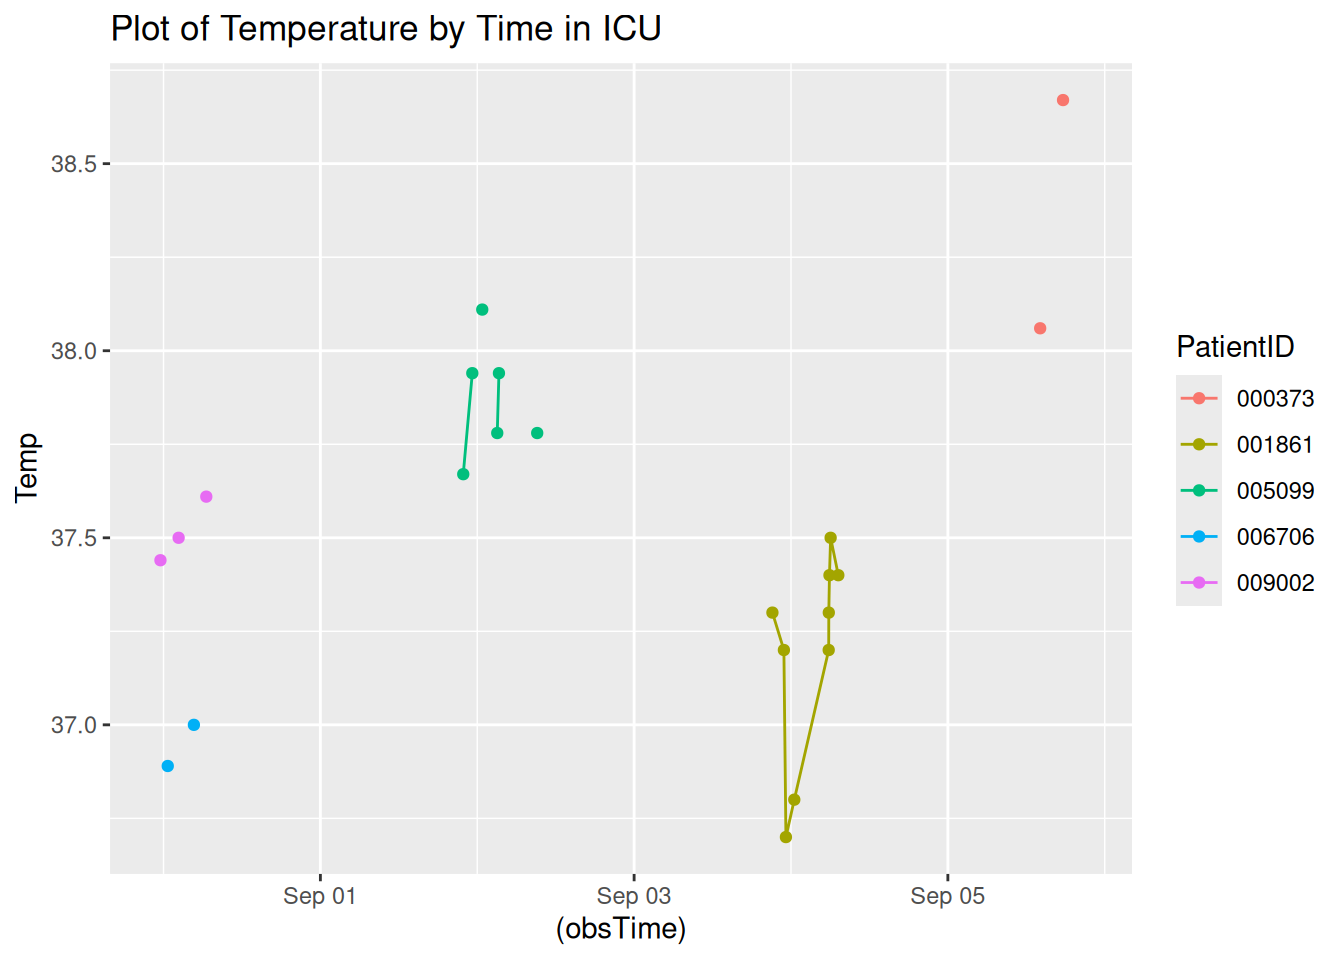 Plot of Temperature by Time in ICU
38.5
38.0
37.5
37.0
Temp
Sep 01
Sep 03
Sep 05
(obsTime)
PatientID
000373
001861
005099
006706
009002